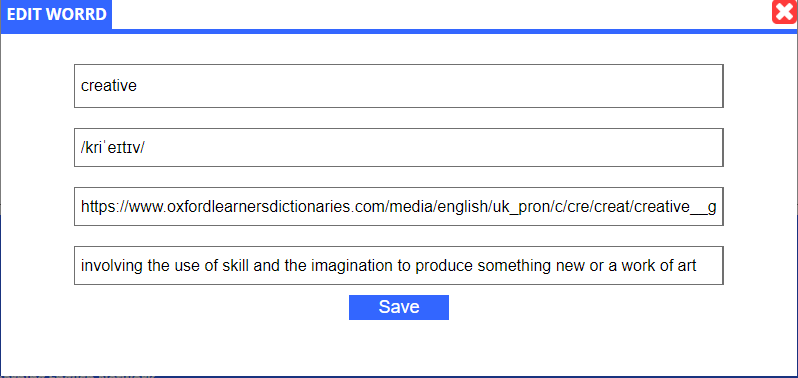 EDIT WORRD
creative
/kriˈeɪtɪv/
https://www.oxfordlearnersdictionaries.com/media/english/uk_pron/c/cre/creat/creative__g
involving the use of skill and the imagination to produce something new or a work of art
Save